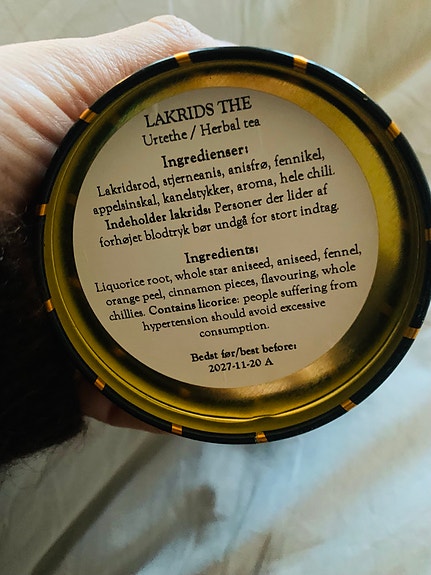 LAKRIDS THE
Urtethe / Herbal tea
Ingredienser:
Lakridsrod, stjerneanis, anisfrø, fennikel,
appelsinskal, kanelstykker, aroma, hele chili.
Indeholder lakrids: Personer der lider af
forhøjet blodtryk bør undgå for stort indtag.
Ingredients:
Liquorice root, whole star aniseed, aniseed, fennel,
orange peel, cinnamon pieces, flavouring, whole
chillies. Contains licorice: people suffering from
hypertension should avoid excessive
consumption.
Bedst før/best before:
2027-11-20 A